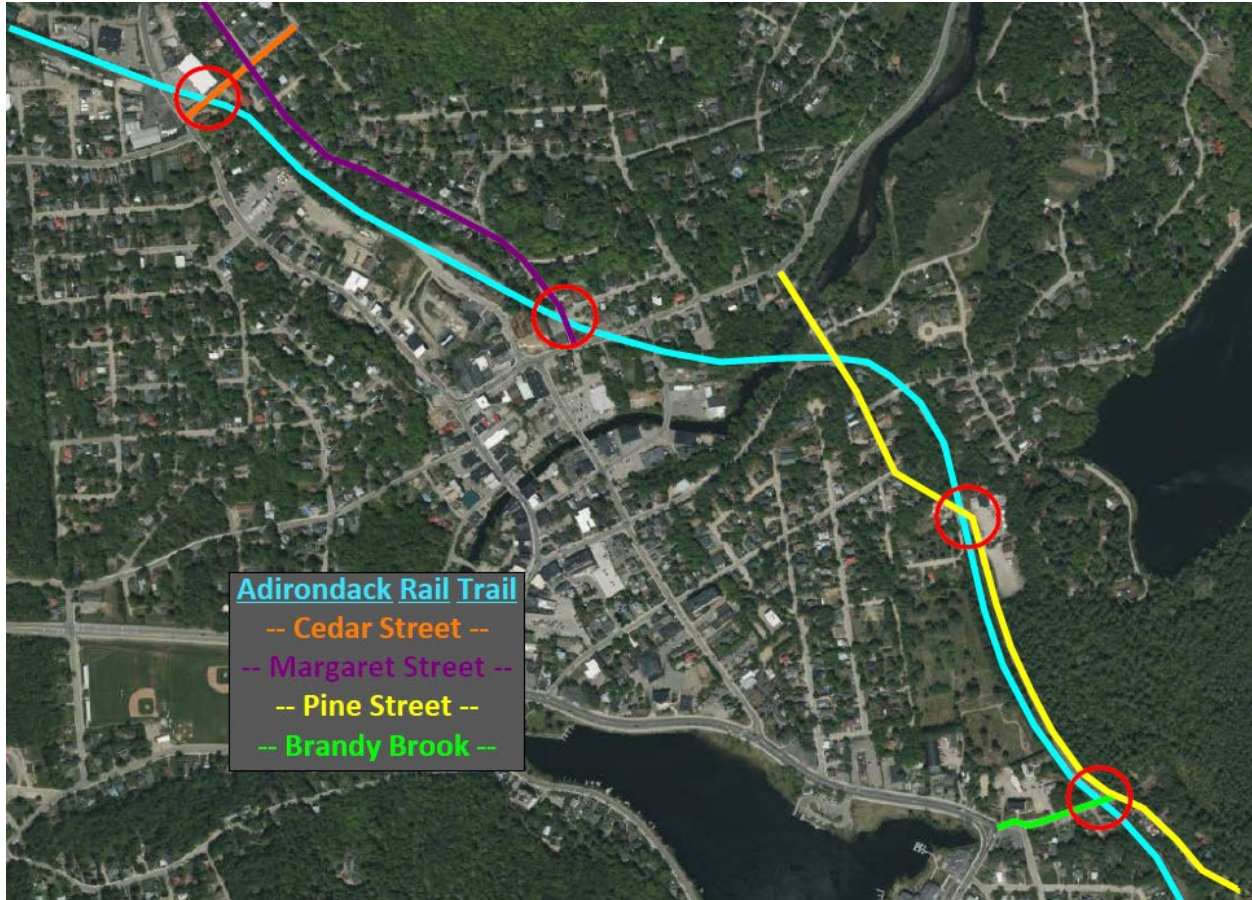 Adirondack Rail Trail
-- Cedar Street --
-- Margaret Street --
-- Pine Street --
-- Brandy Brook --